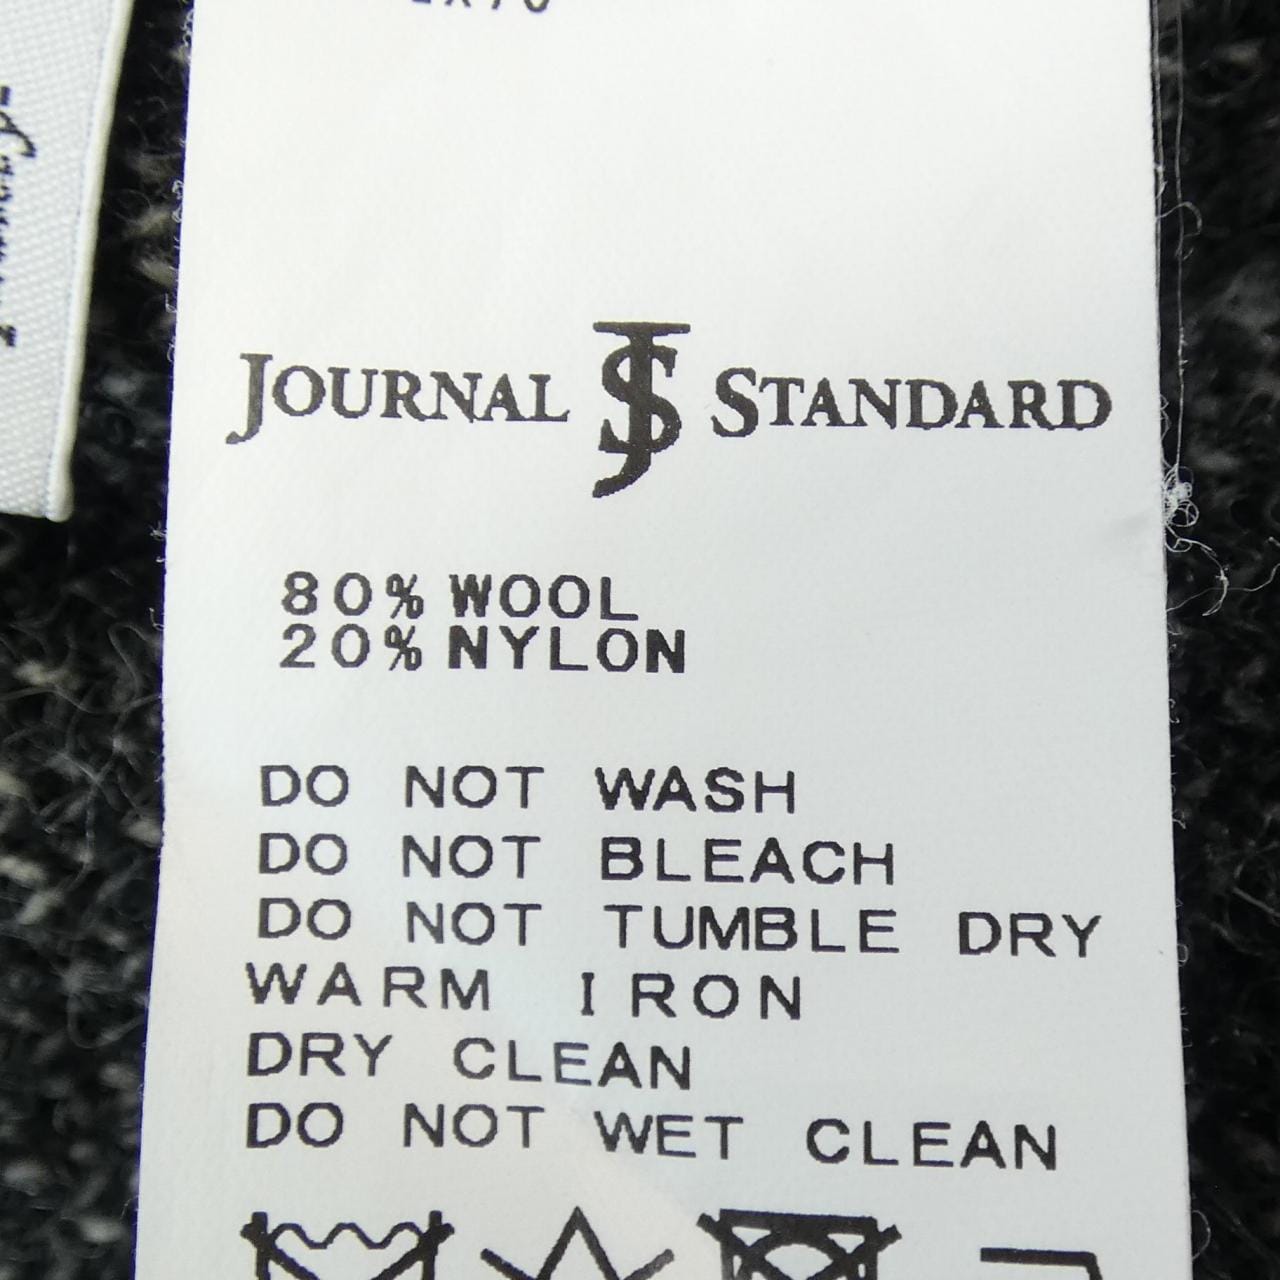 JOURNAL JS STANDARD
80% WOOL
20% NYLON
DO NOT WASH
DO NOT BLEACH
DO NOT TUMBLE DRY
WARM IRON
DRY CLEAN
DO NOT WET CLEAN